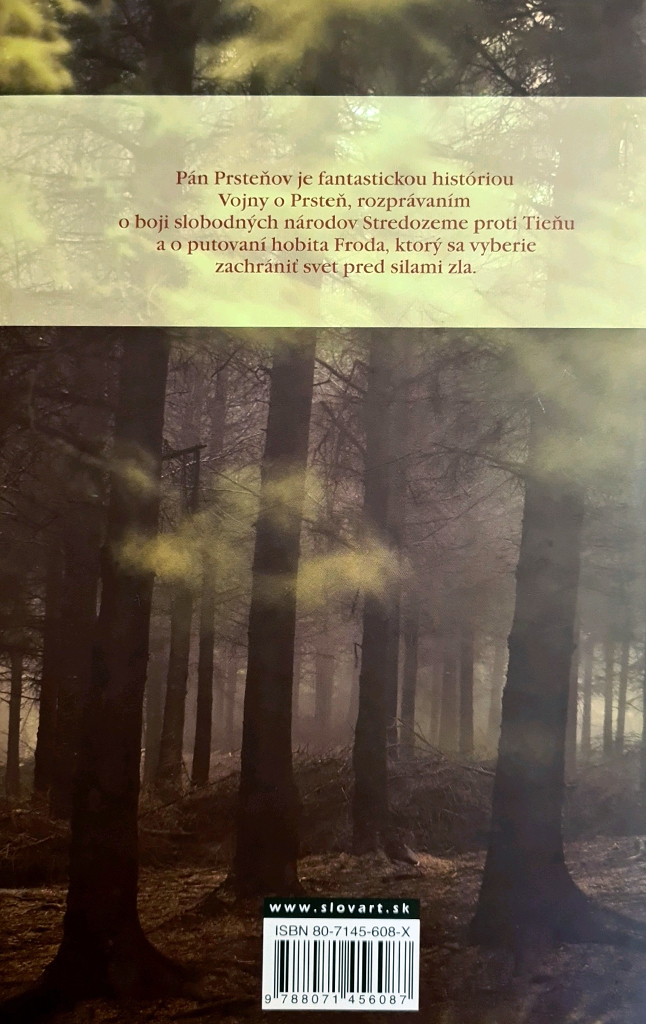 Pán Prsteňov je fantastickou históriou
Vojny o Prsteň, rozprávaním
o boji slobodných národov Stredozeme proti Tieňu
a o putovaní hobita Froda, ktorý sa vyberie
zachrániť svet pred silami zla.
www.slovart.sk
ISBN 80-7145-608-X
9 788071 456087